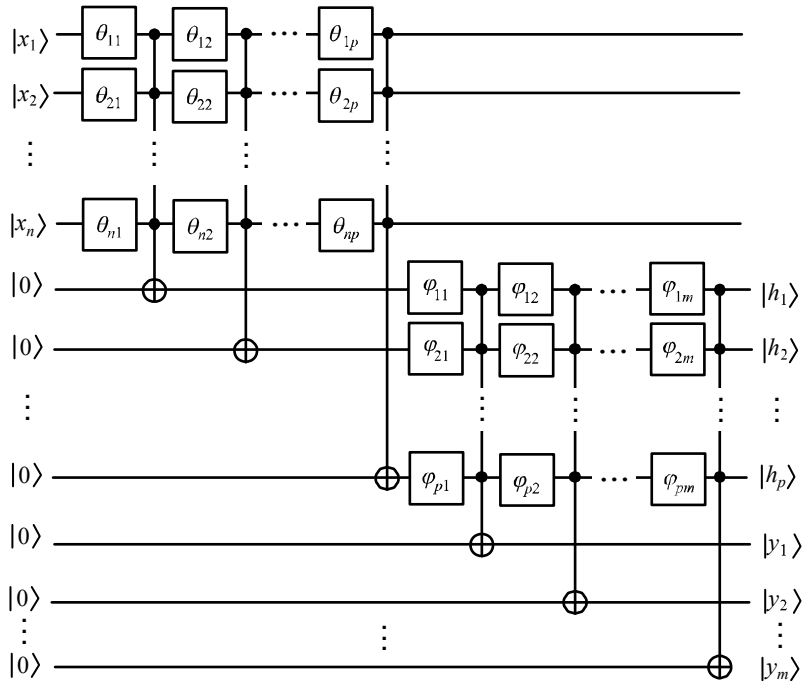 |x₁⟩ θ₁₁ θ₁₂ ··· θ₁ₚ
|x₂⟩ θ₂₁ θ₂₂ ··· θ₂ₚ
⋮ ⋮ ⋮ ⋮
|xₙ⟩ θₙ₁ θₙ₂ ··· θₙₚ
|0⟩ φ₁₁ φ₁₂ ··· φ₁ₘ |h₁⟩
|0⟩ φ₂₁ φ₂₂ ··· φ₂ₘ |h₂⟩
⋮ ⋮ ⋮ ⋮ ⋮
|0⟩ φₚ₁ φₚ₂ ··· φₚₘ |hₚ⟩
|0⟩ |y₁⟩
|0⟩ |y₂⟩
⋮ ⋮ ⋮
|0⟩ |yₘ⟩